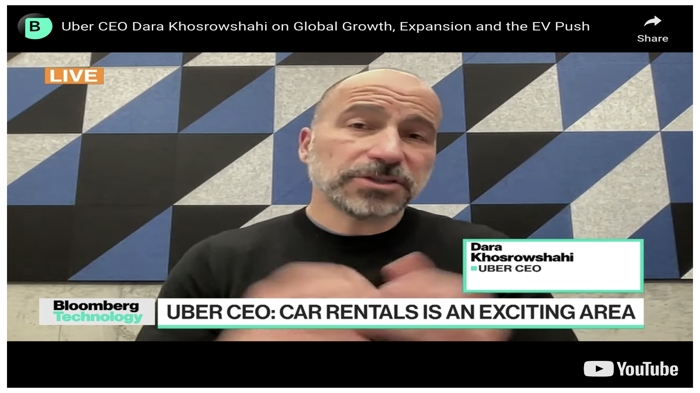 B
Uber CEO Dara Khosrowshahi on Global Growth, Expansion and the EV Push
Share
LIVE
Dara
Khosrowshahi
UBER CEO
Bloomberg
Technology
UBER CEO: CAR RENTALS IS AN EXCITING AREA
YouTube